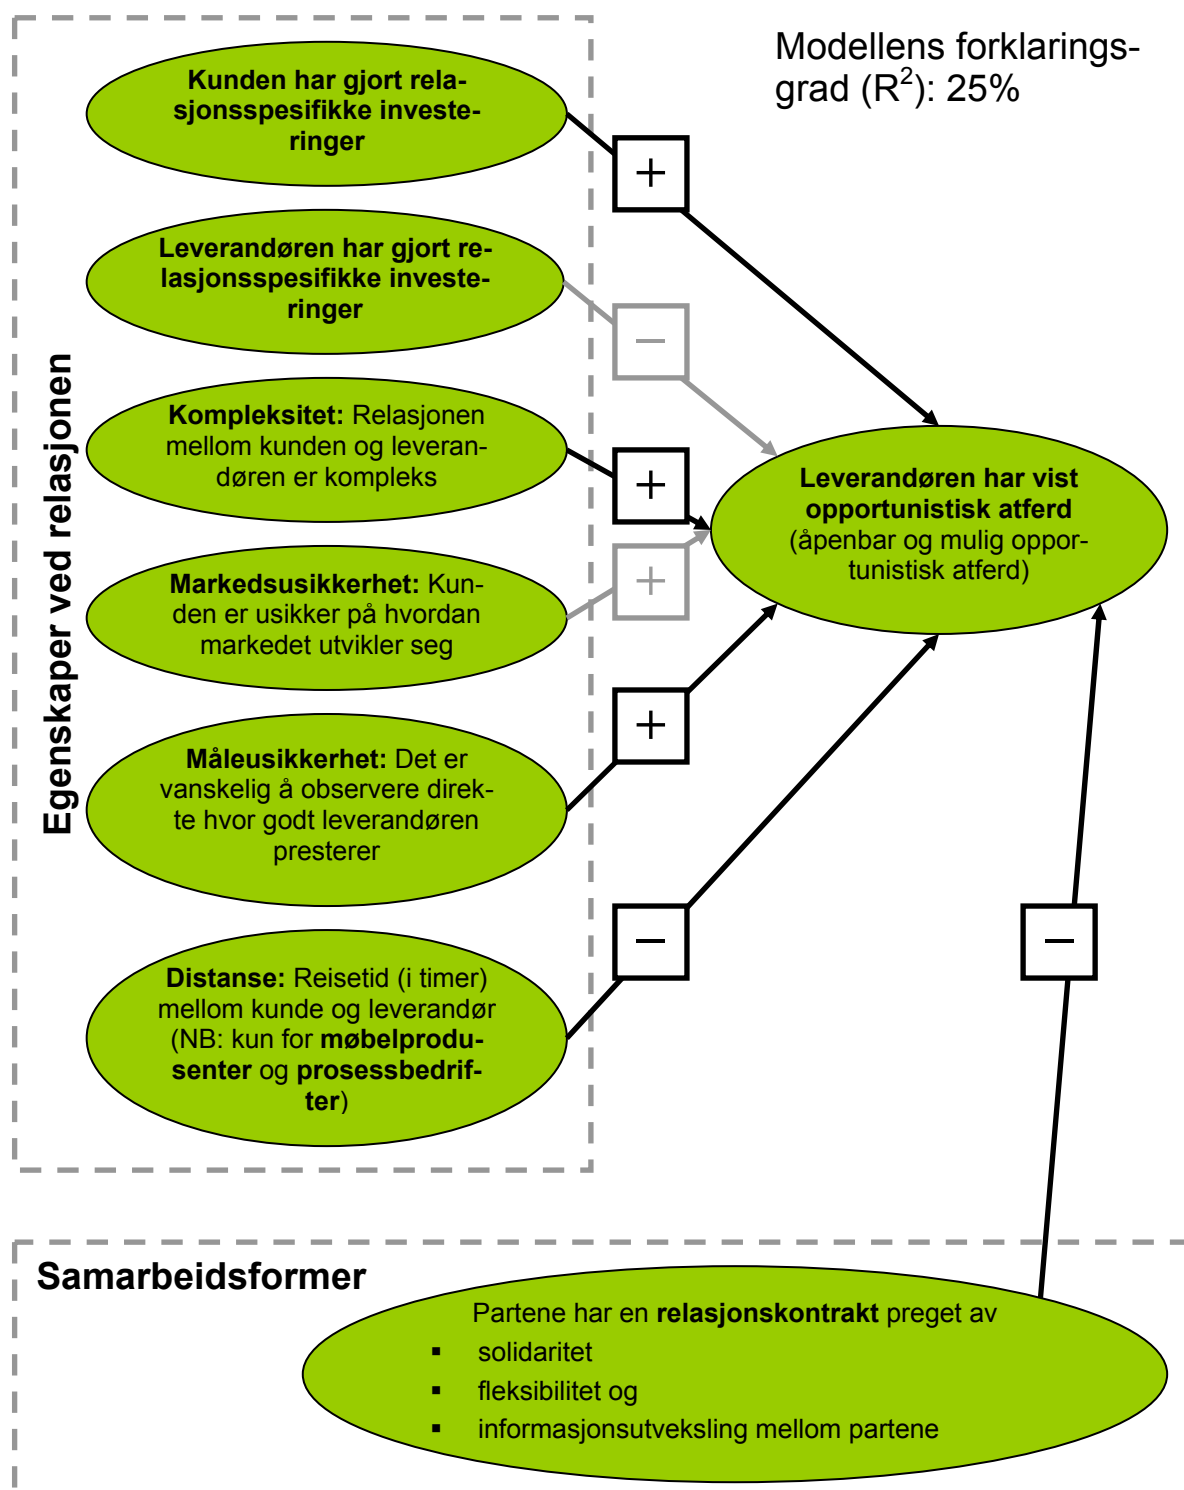 Modellens forklarings-
grad (R²): 25%
Egenskaper ved relasjonen
Kunden har gjort rela-
sjonsspesifikke investe-
ringer
+
Leverandøren har gjort re-
lasjonsspesifikke investe-
ringer
−
Kompleksitet: Relasjonen
mellom kunden og leveran-
døren er kompleks
+
Markedsusikkerhet: Kun-
den er usikker på hvordan
markedet utvikler seg
+
Måleusikkerhet: Det er
vanskelig å observere direk-
te hvor godt leverandøren
presterer
+
Distanse: Reisetid (i timer)
mellom kunde og leverandør
(NB: kun for møbelprodu-
senter og prosessbedrif-
ter)
−
Leverandøren har vist
opportunistisk atferd
(åpenbar og mulig oppor-
tunistisk atferd)
−
Samarbeidsformer
Partene har en relasjonskontrakt preget av
▪ solidaritet
▪ fleksibilitet og
▪ informasjonsutveksling mellom partene